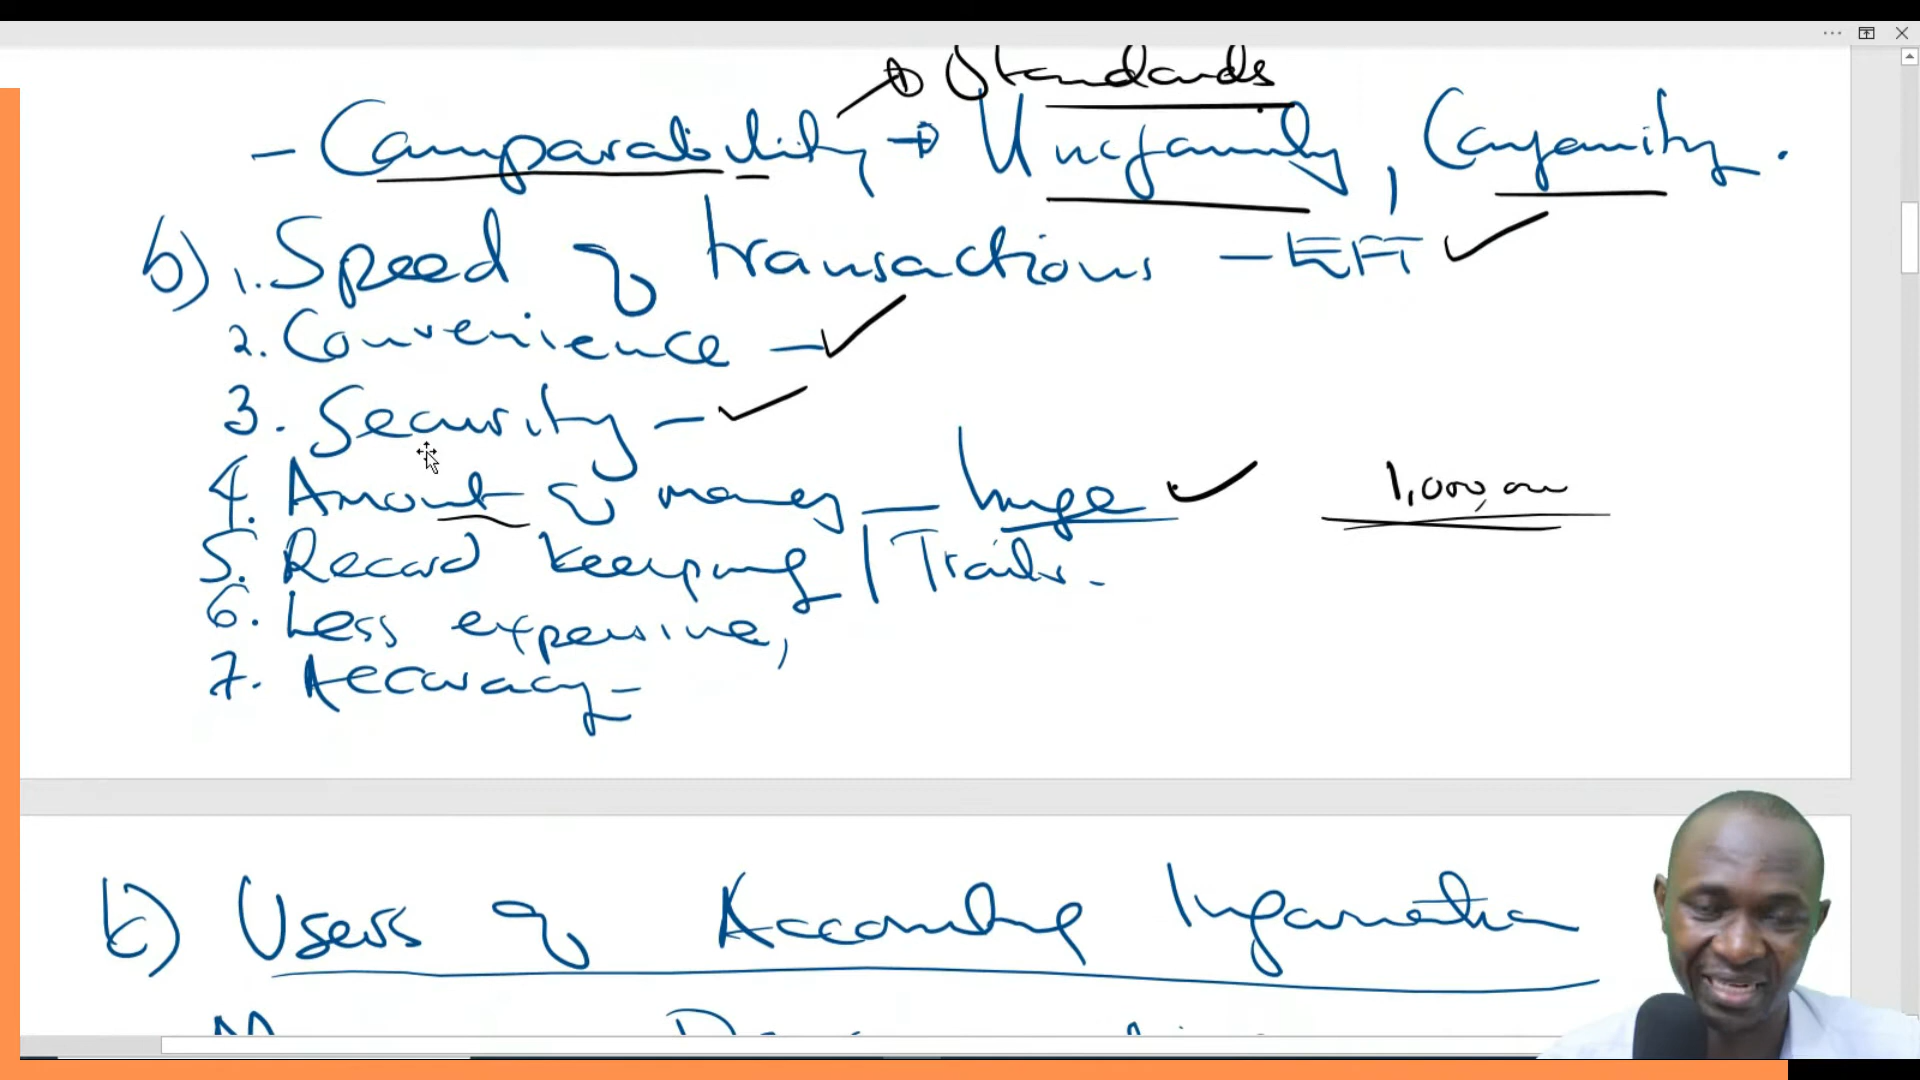 → Standards
- Comparability → Uniformity, Conformity.
b) 1. Speed of transactions - EFT ✓
2. Convenience - ✓
3. Security - ✓
4. Amount of money - huge ✓ 1,000,000
5. Record keeping / Trails -
6. Less expensive,
7. Accuracy -
c) Users of Accounting Information